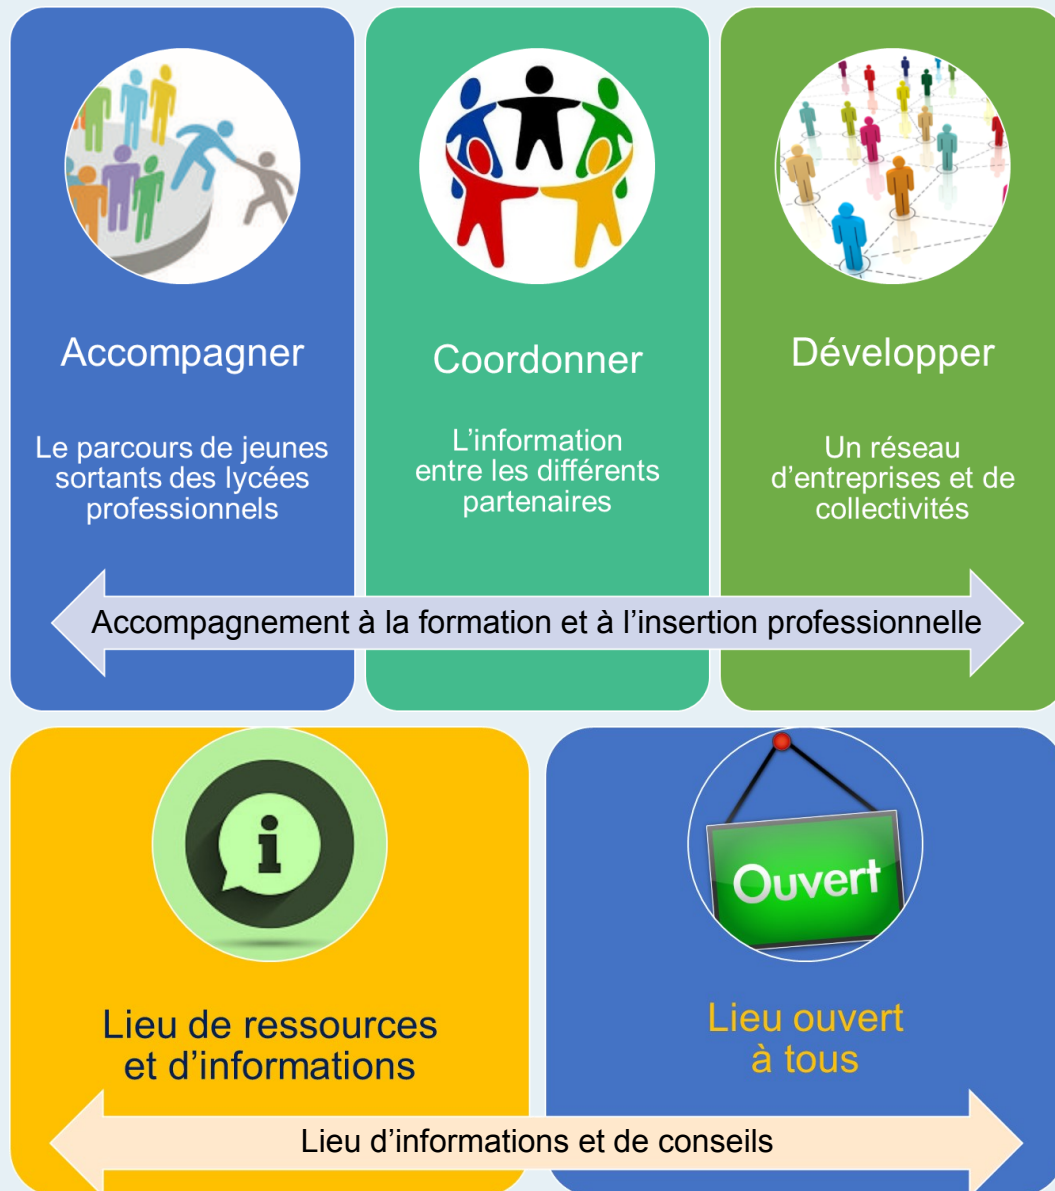 Accompagner
Le parcours de jeunes
sortants des lycées
professionnels
Coordonner
L’information
entre les différents
partenaires
Développer
Un réseau
d’entreprises et de
collectivités
Accompagnement à la formation et à l’insertion professionnelle
i
Lieu de ressources
et d’informations
Ouvert
Lieu ouvert
à tous
Lieu d’informations et de conseils